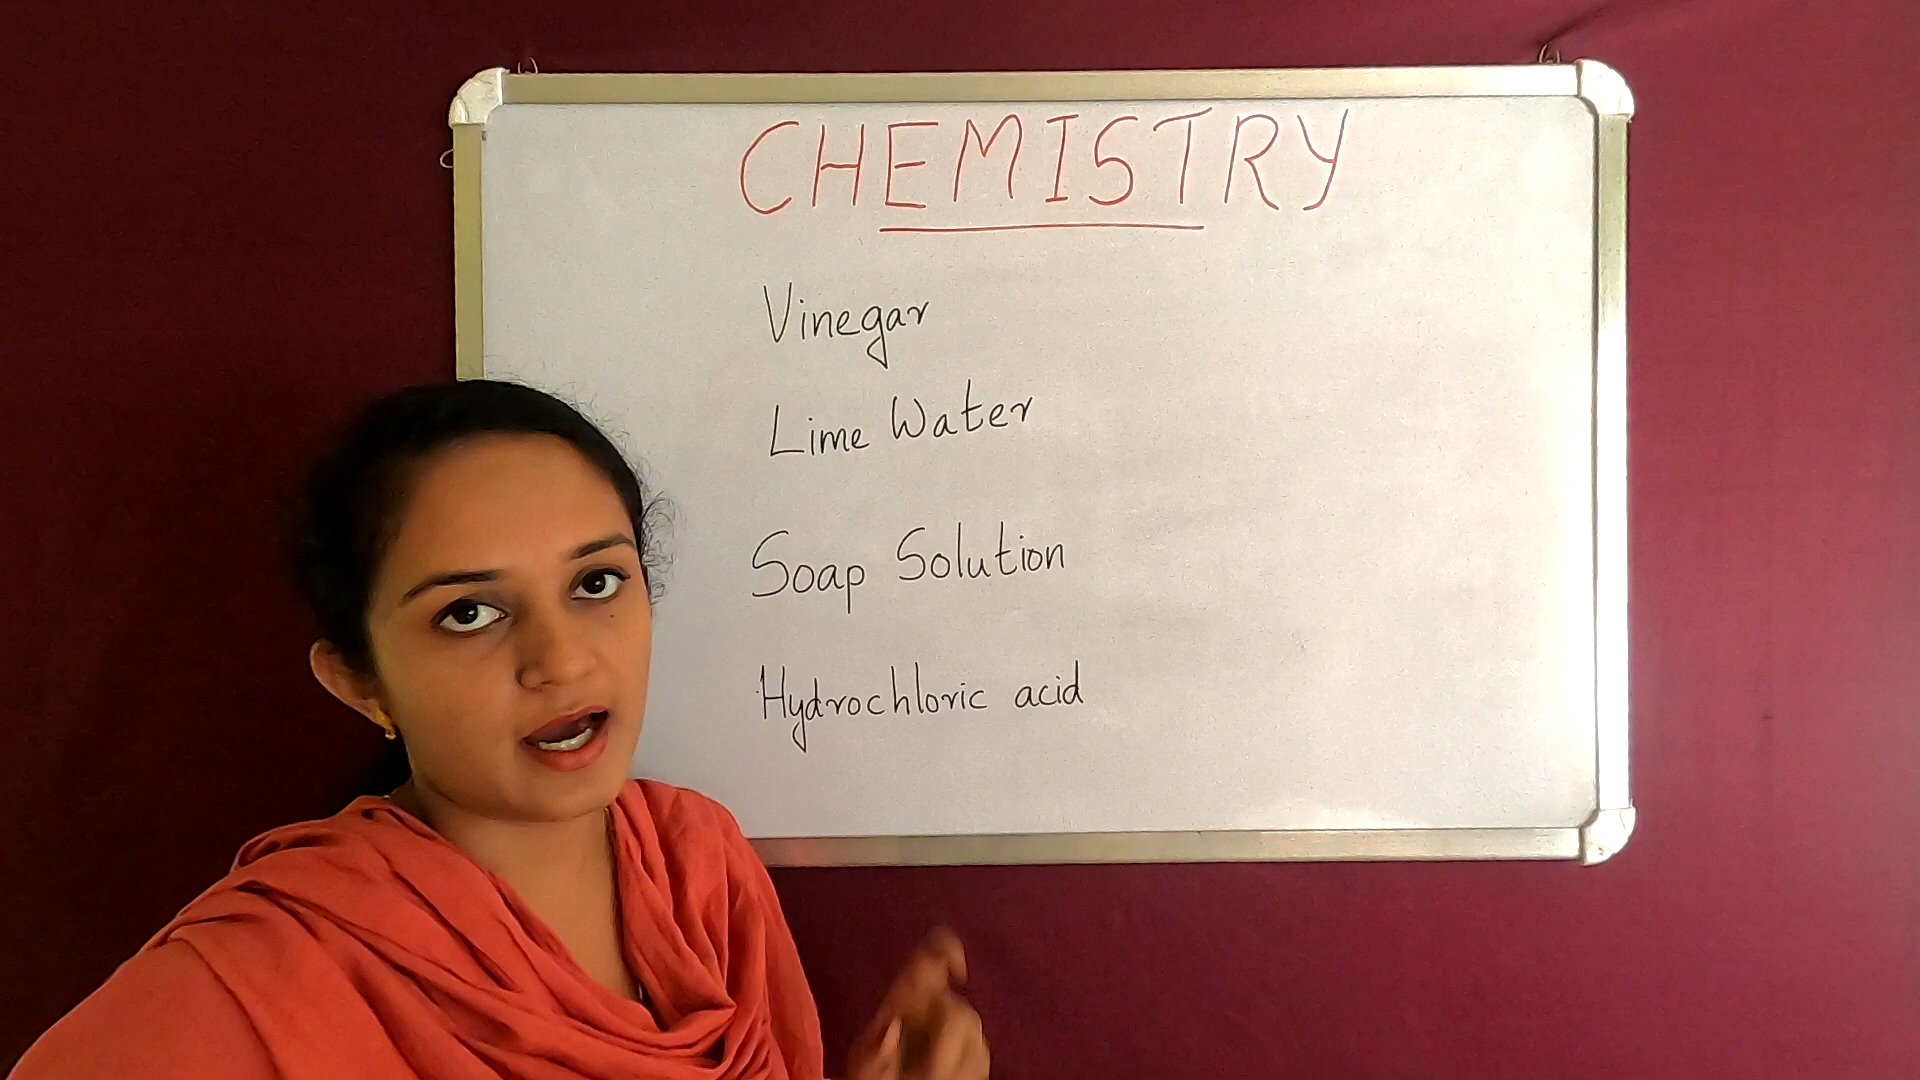 CHEMISTRY
Vinegar
Lime Water
Soap Solution
Hydrochloric acid